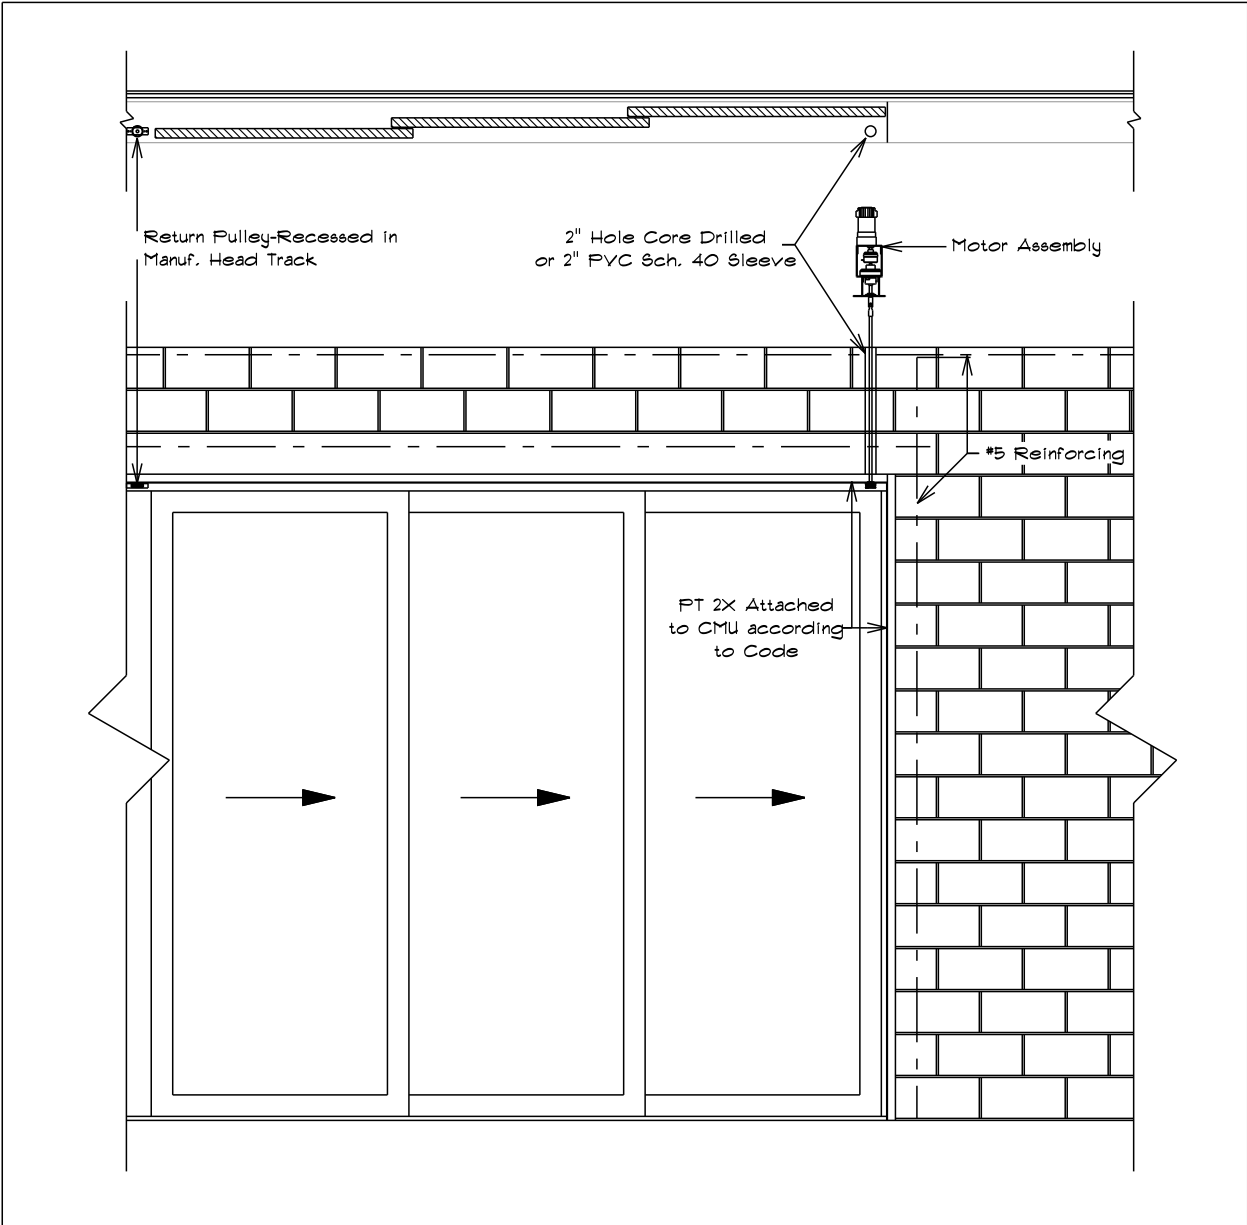 Return Pulley-Recessed in
Manuf. Head Track
2" Hole Core Drilled
or 2" PVC Sch. 40 Sleeve
Motor Assembly
#5 Reinforcing
PT 2X Attached
to CMU according
to Code